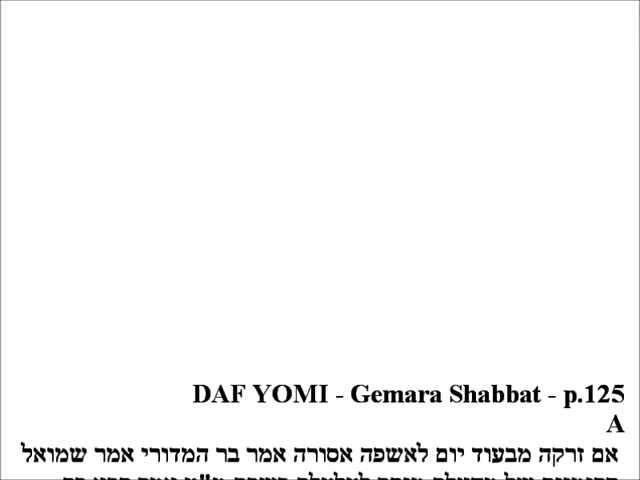 DAF YOMI - Gemara Shabbat - p.125
A
אם זרקה מבעוד יום לאשפה אסורה אמר בר המדורי אמר שמואל